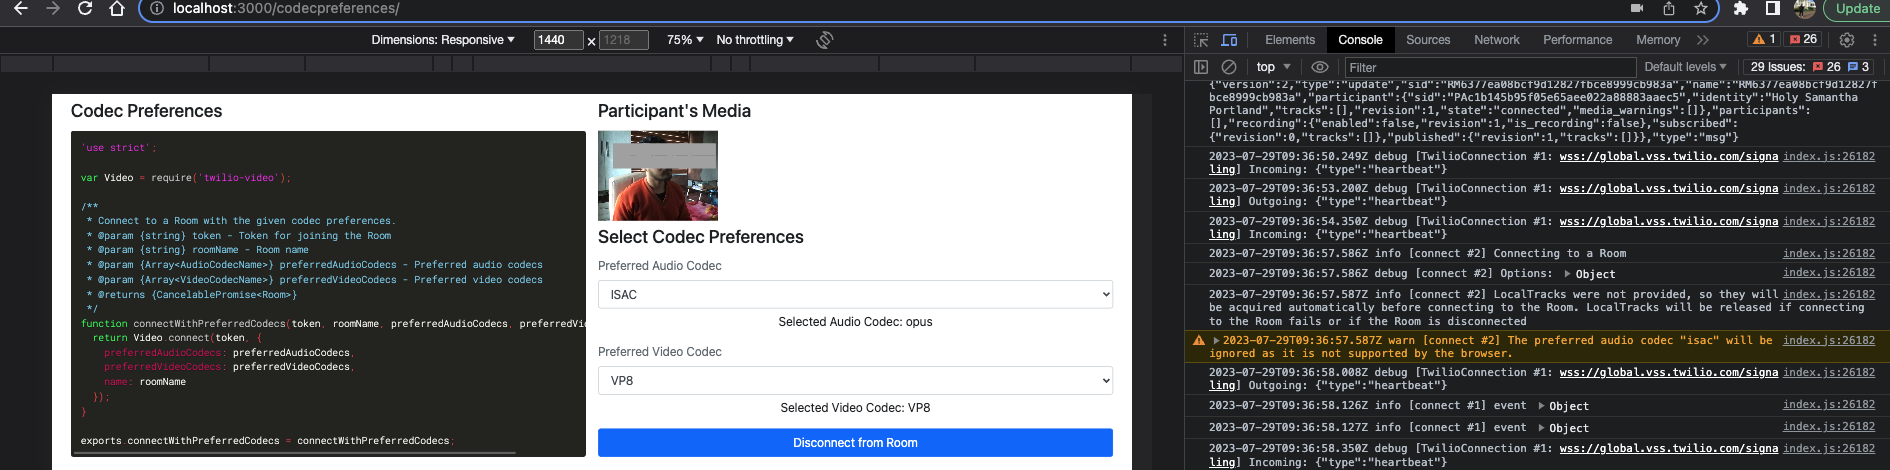 localhost:3000/codecpreferences/
Update
Dimensions: Responsive
1440
x
1218
75%
No throttling
Elements
Console
Sources
Network
Performance
Memory
1
26
top
Filter
Default levels
29 Issues:
26
3
Codec Preferences
'use strict';
var Video = require('twilio-video');
/**
* Connect to a Room with the given codec preferences.
* @param {string} token - Token for joining the Room
* @param {string} roomName - Room name
* @param {Array<AudioCodecName>} preferredAudioCodecs - Preferred audio codecs
* @param {Array<VideoCodecName>} preferredVideoCodecs - Preferred video codecs
* @returns {CancelablePromise<Room>}
*/
function connectWithPreferredCodecs(token, roomName, preferredAudioCodecs, preferredVi
return Video.connect(token, {
preferredAudioCodecs: preferredAudioCodecs,
preferredVideoCodecs: preferredVideoCodecs,
name: roomName
});
}
exports.connectWithPreferredCodecs = connectWithPreferredCodecs;
Participant's Media
Select Codec Preferences
Preferred Audio Codec
ISAC
Selected Audio Codec: opus
Preferred Video Codec
VP8
Selected Video Codec: VP8
Disconnect from Room
{"version":2,"type":"update","sid":"RM6377ea08bcf9d12827fbce8999cb983a","name":"RM6377ea08bcf9d12827f
bce8999cb983a","participant":{"sid":"PAc1b145b95f05e65aee022a88883aaec5","identity":"Holy Samantha
Portland","tracks":[],"revision":1,"state":"connected","media_warnings":[]},"participants":
[],"recording":{"enabled":false,"revision":1,"is_recording":false},"subscribed":
{"revision":0,"tracks":[]},"published":{"revision":1,"tracks":[]}},"type":"msg"}
2023-07-29T09:36:50.249Z debug [TwilioConnection #1: wss://global.vss.twilio.com/signa index.js:26182
ling] Incoming: {"type":"heartbeat"}
2023-07-29T09:36:53.200Z debug [TwilioConnection #1: wss://global.vss.twilio.com/signa index.js:26182
ling] Outgoing: {"type":"heartbeat"}
2023-07-29T09:36:54.350Z debug [TwilioConnection #1: wss://global.vss.twilio.com/signa index.js:26182
ling] Incoming: {"type":"heartbeat"}
2023-07-29T09:36:57.586Z info [connect #2] Connecting to a Room index.js:26182
2023-07-29T09:36:57.586Z debug [connect #2] Options: Object index.js:26182
2023-07-29T09:36:57.587Z info [connect #2] LocalTracks were not provided, so they will index.js:26182
be acquired automatically before connecting to the Room. LocalTracks will be released if connecting
to the Room fails or if the Room is disconnected
2023-07-29T09:36:57.587Z warn [connect #2] The preferred audio codec "isac" will be index.js:26182
ignored as it is not supported by the browser.
2023-07-29T09:36:58.008Z debug [TwilioConnection #1: wss://global.vss.twilio.com/signa index.js:26182
ling] Outgoing: {"type":"heartbeat"}
2023-07-29T09:36:58.126Z info [connect #1] event Object index.js:26182
2023-07-29T09:36:58.127Z info [connect #1] event Object index.js:26182
2023-07-29T09:36:58.350Z debug [TwilioConnection #1: wss://global.vss.twilio.com/signa index.js:26182
ling] Incoming: {"type":"heartbeat"}